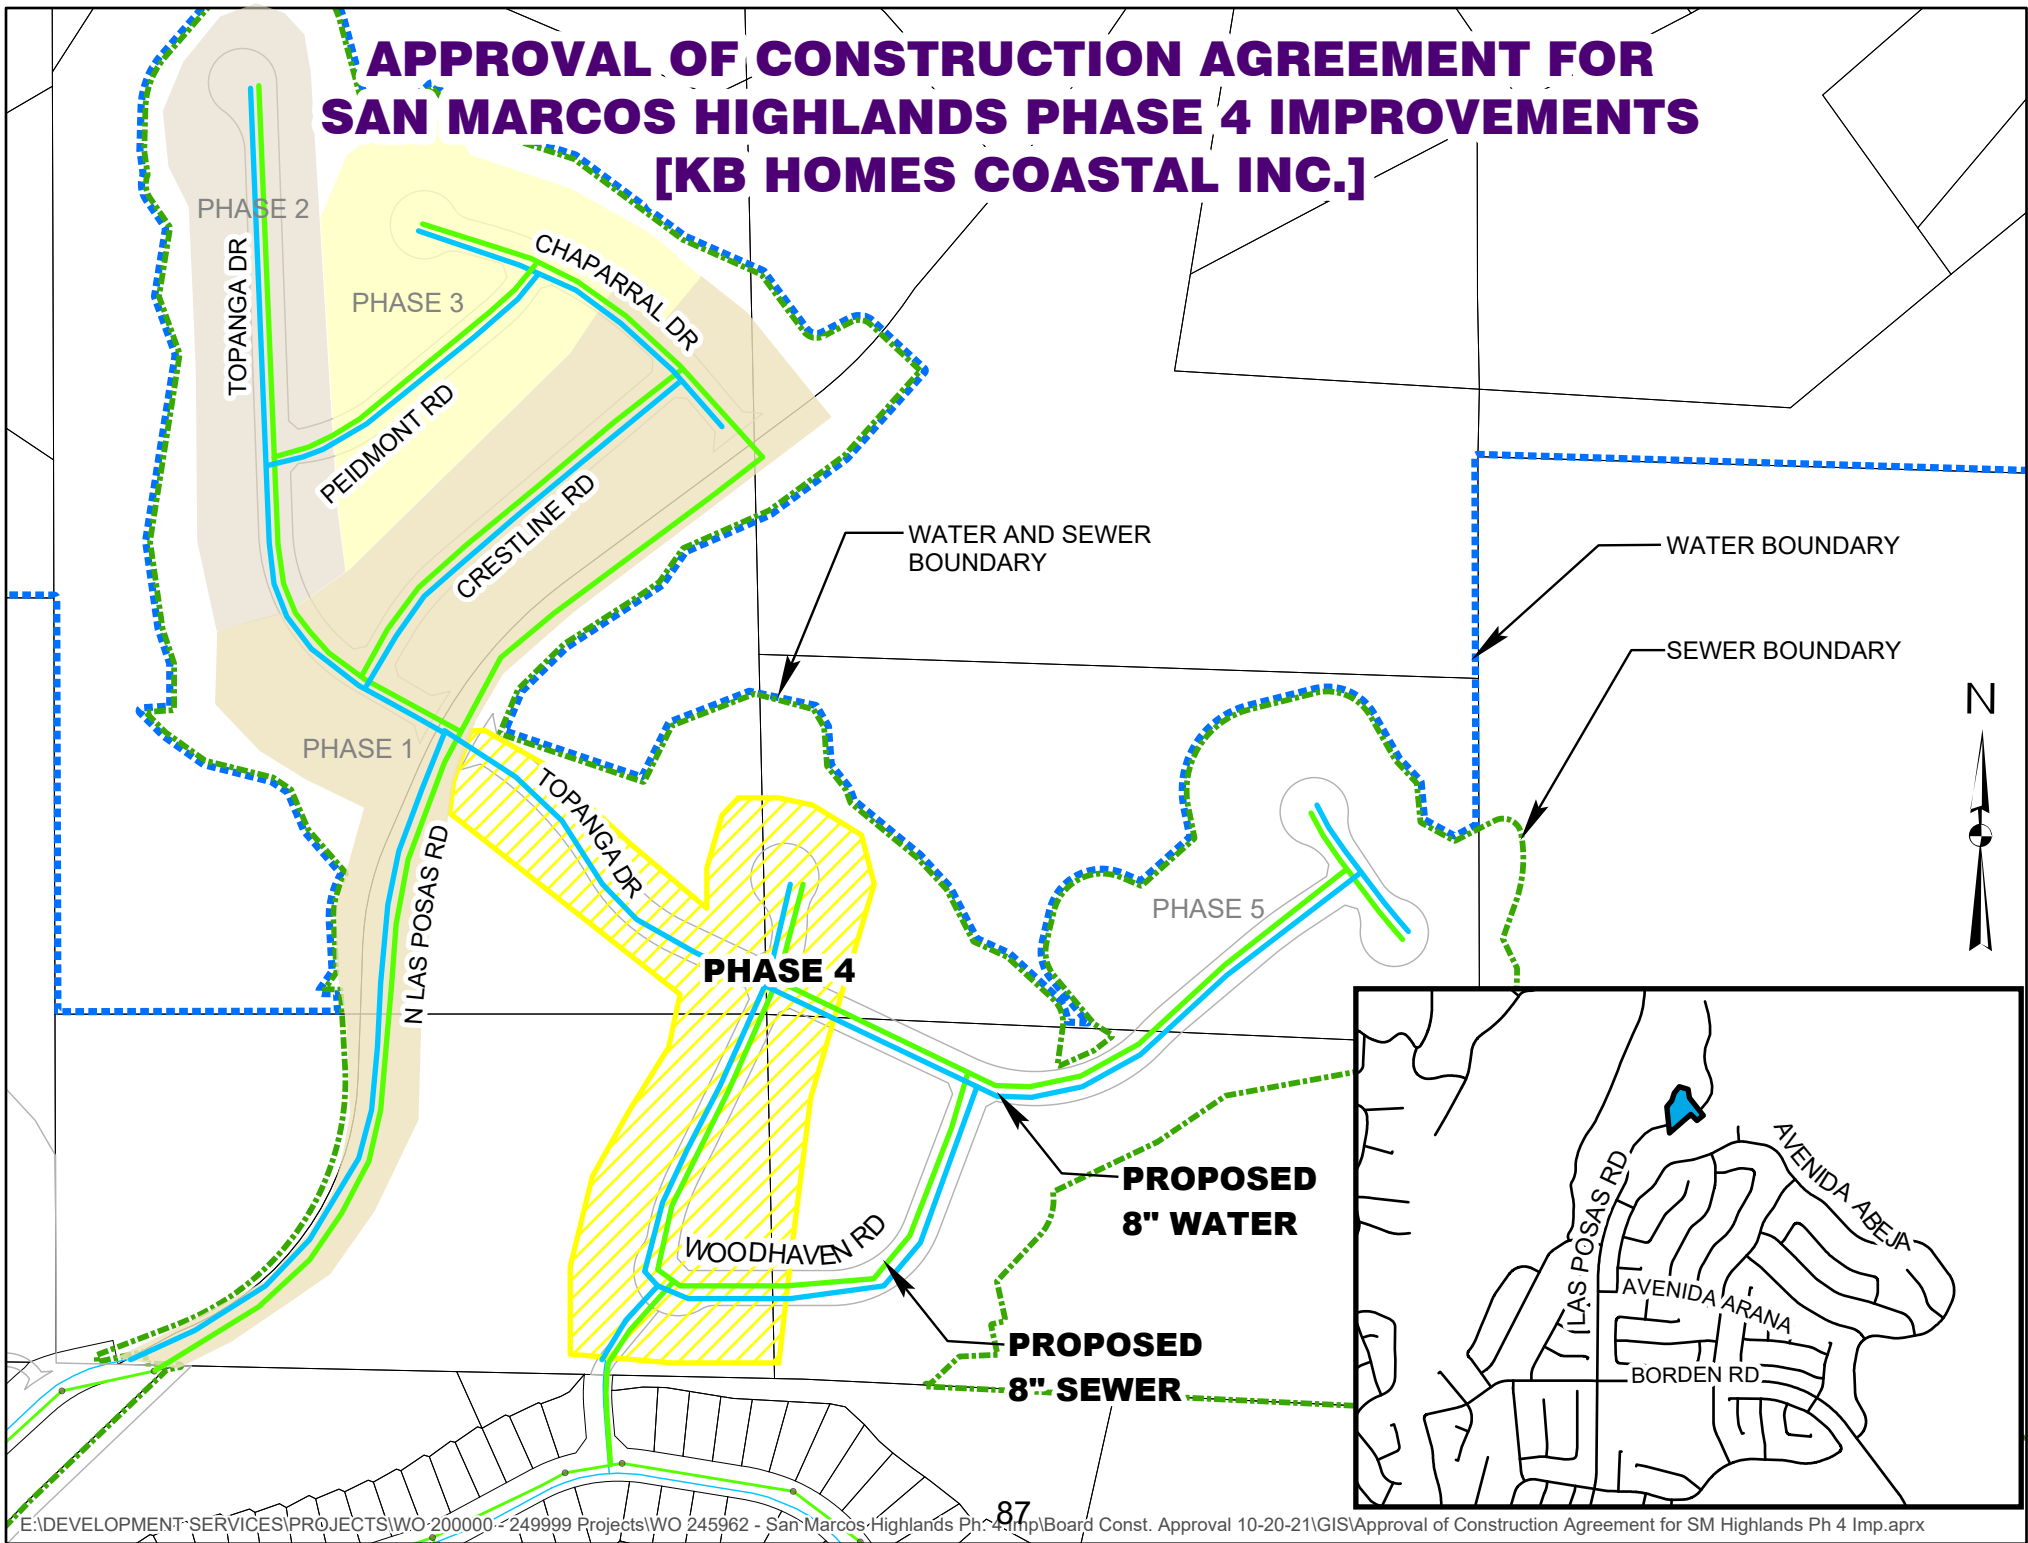 APPROVAL OF CONSTRUCTION AGREEMENT FOR
SAN MARCOS HIGHLANDS PHASE 4 IMPROVEMENTS
[KB HOMES COASTAL INC.]
PHASE 2
TOPANGA DR
PHASE 3
CHAPARRAL DR
PEIDMONT RD
CRESTLINE RD
WATER AND SEWER
BOUNDARY
WATER BOUNDARY
SEWER BOUNDARY
N
PHASE 1
TOPANGA DR
N LAS POSAS RD
PHASE 5
PHASE 4
PROPOSED
8" WATER
WOODHAVEN RD
PROPOSED
8" SEWER
LAS POSAS RD
AVENIDA ABEJA
AVENIDA ARANA
BORDEN RD
87
E:\DEVELOPMENT SERVICES\PROJECTS\WO 200000 - 249999 Projects\WO 245962 - San Marcos Highlands Ph. 4 Imp\Board Const. Approval 10-20-21\GIS\Approval of Construction Agreement for SM Highlands Ph 4 Imp.aprx